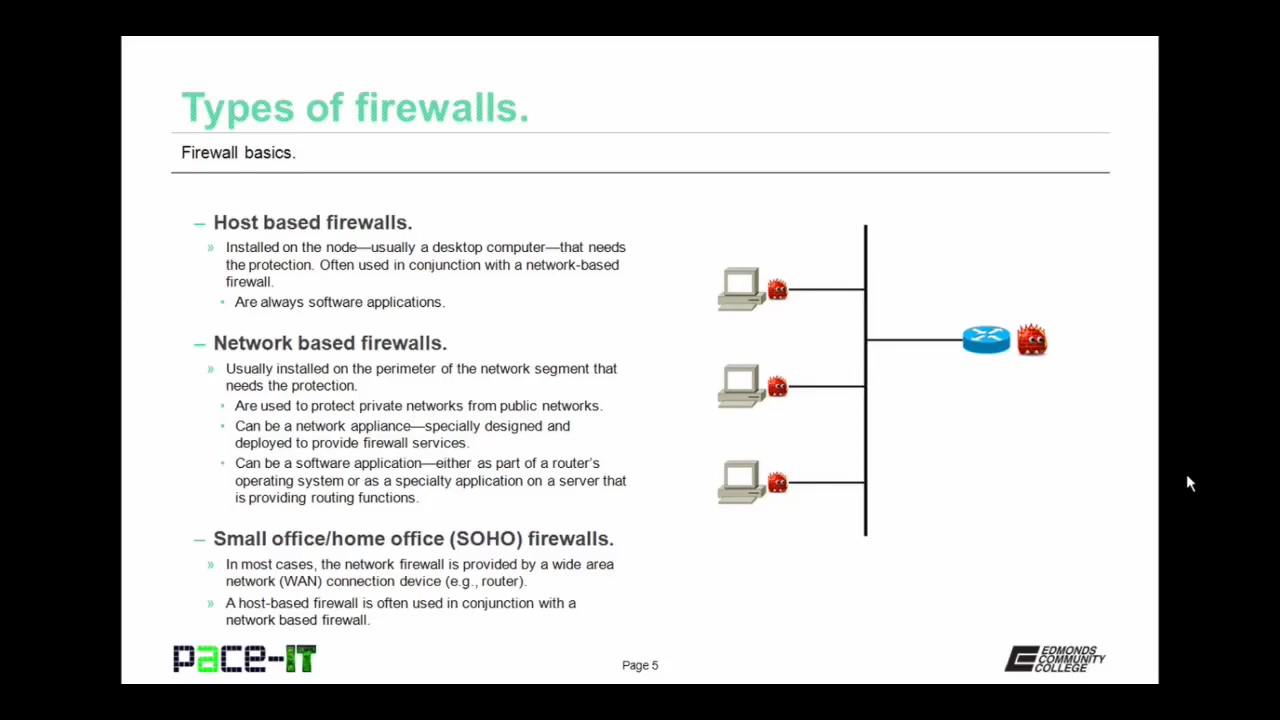 Types of firewalls.
Firewall basics.
– Host based firewalls.
» Installed on the node—usually a desktop computer—that needs
the protection. Often used in conjunction with a network-based
firewall.
• Are always software applications.
– Network based firewalls.
» Usually installed on the perimeter of the network segment that
needs the protection.
• Are used to protect private networks from public networks.
• Can be a network appliance—specially designed and
deployed to provide firewall services.
• Can be a software application—either as part of a router's
operating system or as a specialty application on a server that
is providing routing functions.
– Small office/home office (SOHO) firewalls.
» In most cases, the network firewall is provided by a wide area
network (WAN) connection device (e.g., router).
» A host-based firewall is often used in conjunction with a
network based firewall.
pace-IT
Page 5
EDMONDS
COMMUNITY
COLLEGE